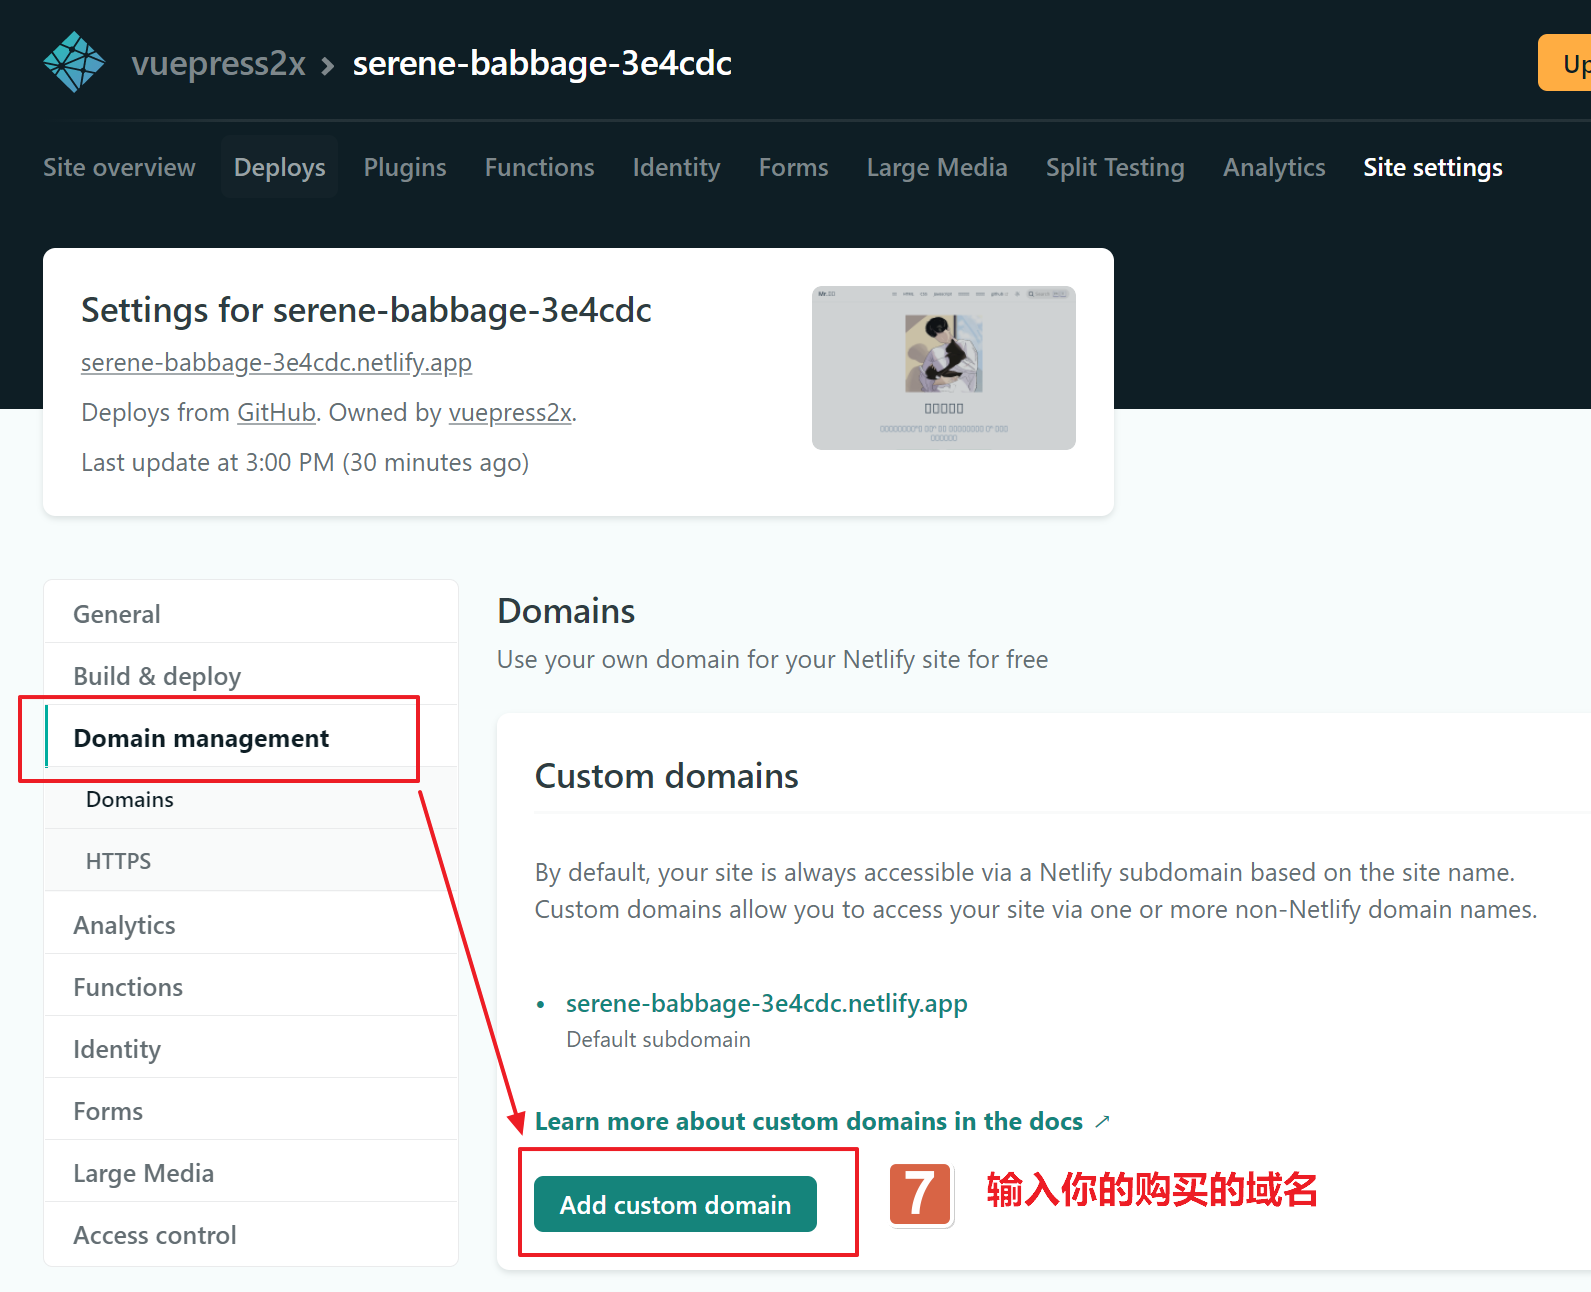 vuepress2x > serene-babbage-3e4cdc
Up
Site overview Deploys Plugins Functions Identity Forms Large Media Split Testing Analytics Site settings
Settings for serene-babbage-3e4cdc
serene-babbage-3e4cdc.netlify.app
Deploys from GitHub. Owned by vuepress2x.
Last update at 3:00 PM (30 minutes ago)
General
Build & deploy
Domain management
Domains
HTTPS
Analytics
Functions
Identity
Forms
Large Media
Access control
Domains
Use your own domain for your Netlify site for free
Custom domains
By default, your site is always accessible via a Netlify subdomain based on the site name.
Custom domains allow you to access your site via one or more non-Netlify domain names.
• serene-babbage-3e4cdc.netlify.app
Default subdomain
Learn more about custom domains in the docs ↗
Add custom domain
7 输入你的购买的域名